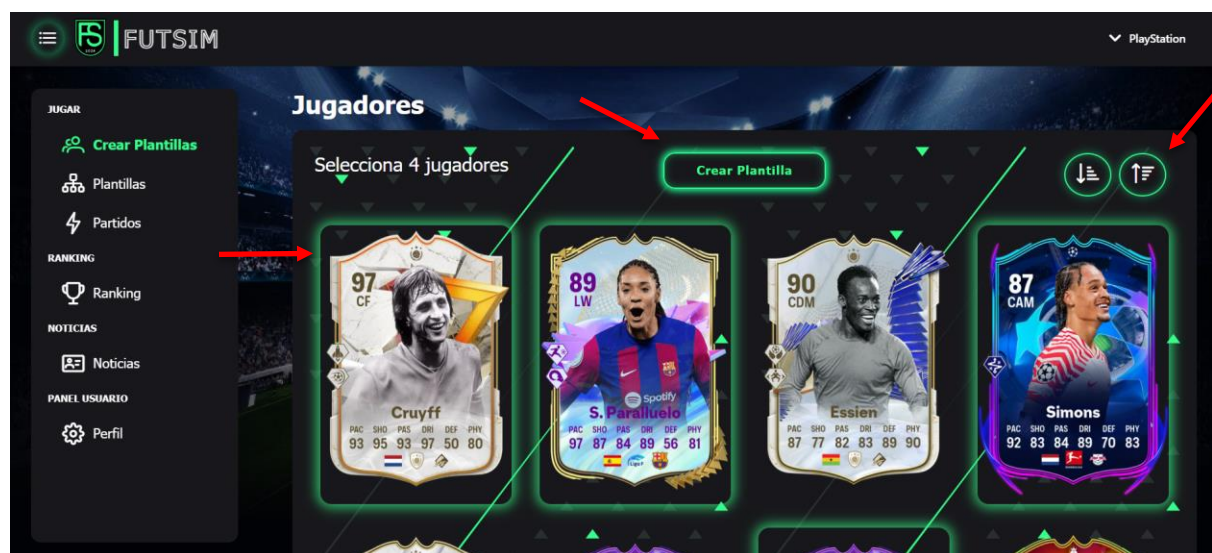 FS FUTSIM
PlayStation
JUGAR
Crear Plantillas
Plantillas
Partidos
RANKING
Ranking
NOTICIAS
Noticias
PANEL USUARIO
Perfil
Jugadores
Selecciona 4 jugadores
Crear Plantilla
97
CF
Cruyff
PAC SHO PAS DRI DEF PHY
93 95 93 97 50 80
89
LW
Spotify
S. Paralluelo
PAC SHO PAS DRI DEF PHY
97 87 84 89 56 81
90
CDM
Essien
PAC SHO PAS DRI DEF PHY
87 77 82 83 89 90
87
CAM
Simons
PAC SHO PAS DRI DEF PHY
92 83 84 89 70 83